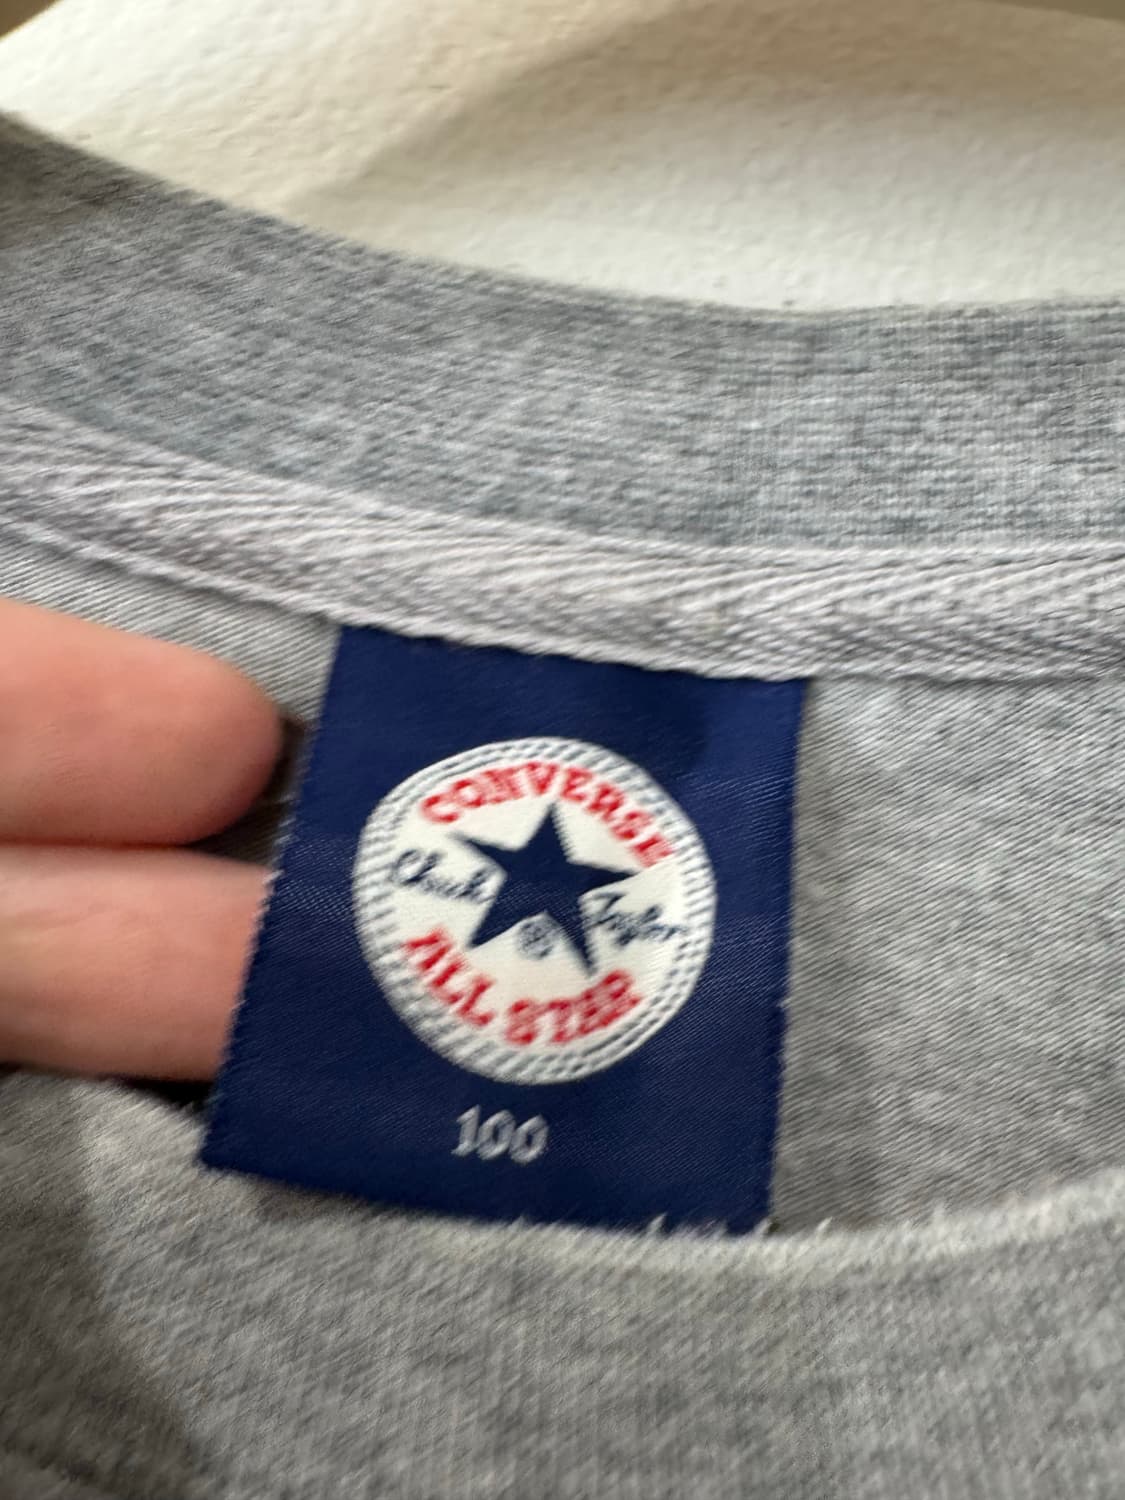 CONVERSE
Chuck Taylor
®
ALL STAR
100